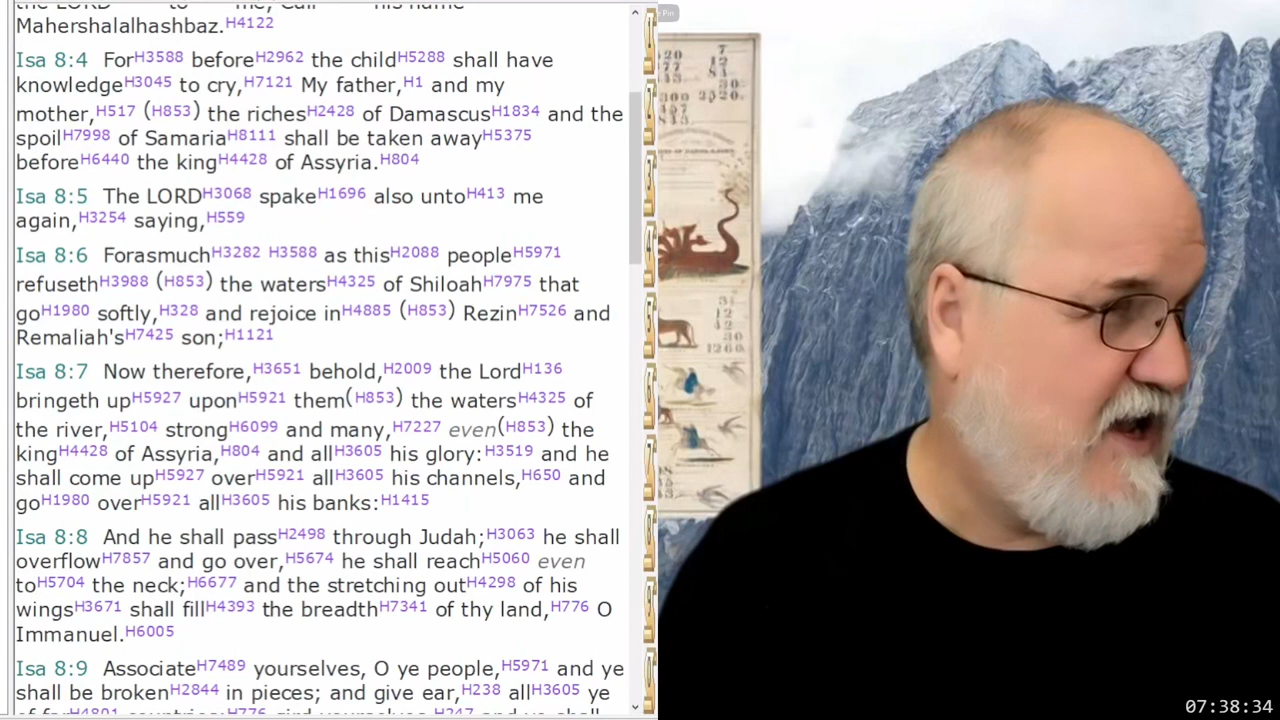 Mahershalalhashbaz.H4122
Isa 8:4 ForH3588 beforeH2962 the childH5288 shall have
knowledgeH3045 to cry,H7121 My father,H1 and my
mother,H517 (H853) the richesH2428 of DamascusH1834 and the
spoilH7998 of SamariaH8111 shall be taken awayH5375
beforeH6440 the kingH4428 of Assyria.H804
Isa 8:5 The LORDH3068 spakeH1696 also untoH413 me
again,H3254 saying,H559
Isa 8:6 ForasmuchH3282 H3588 as thisH2088 peopleH5971
refusethH3988 (H853) the watersH4325 of ShiloahH7975 that
goH1980 softly,H328 and rejoice inH4885 (H853) RezinH7526 and
Remaliah'sH7425 son;H1121
Isa 8:7 Now therefore,H3651 behold,H2009 the LordH136
bringeth upH5927 uponH5921 them(H853) the watersH4325 of
the river,H5104 strongH6099 and many,H7227 even(H853) the
kingH4428 of Assyria,H804 and allH3605 his glory:H3519 and he
shall come upH5927 overH5921 allH3605 his channels,H650 and
goH1980 overH5921 allH3605 his banks:H1415
Isa 8:8 And he shall passH2498 through Judah;H3063 he shall
overflowH7857 and go over,H5674 he shall reachH5060 even
toH5704 the neck;H6677 and the stretching outH4298 of his
wingsH3671 shall fillH4393 the breadthH7341 of thy land,H776 O
Immanuel.H6005
Isa 8:9 AssociateH7489 yourselves, O ye people,H5971 and ye
shall be brokenH2844 in pieces; and give ear,H238 allH3605 ye
7
12
30
2520.
12
42
30
1260
07:38:34